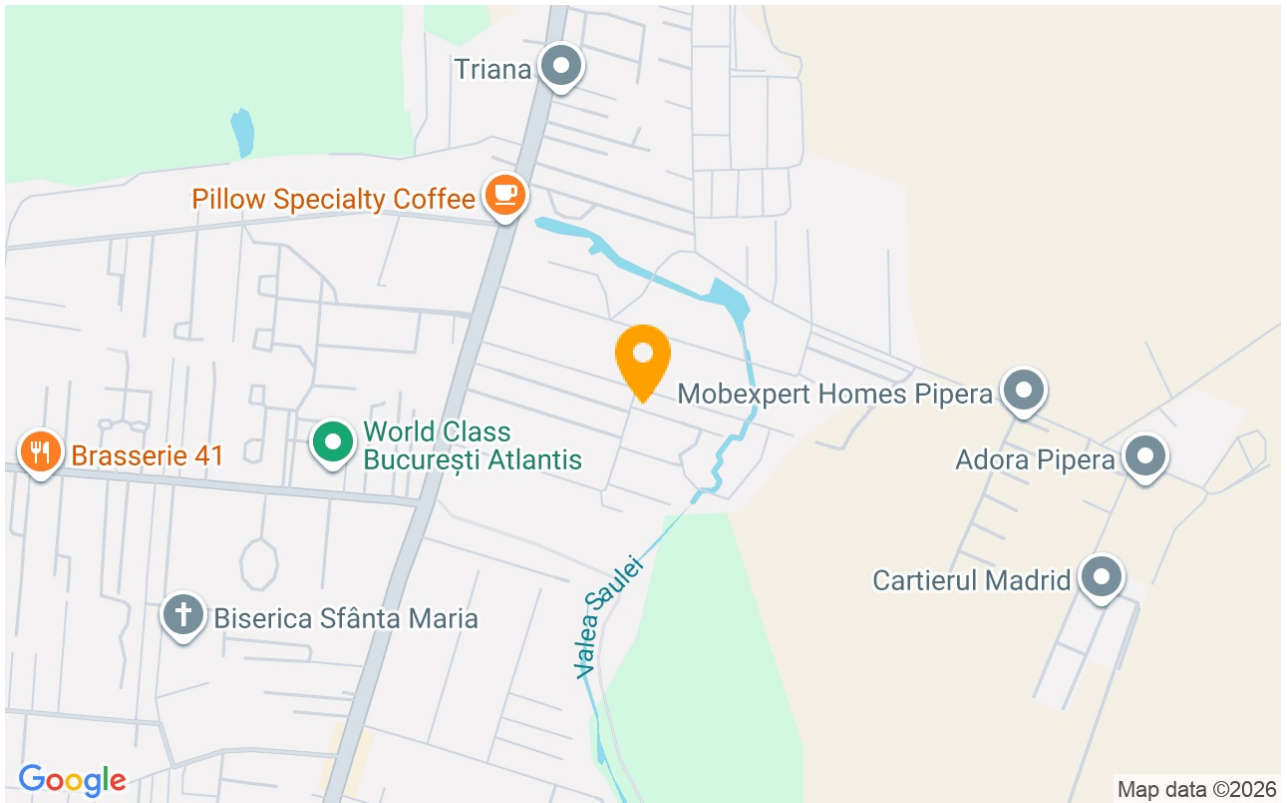 Triana
Pillow Specialty Coffee
Mobexpert Homes Pipera
World Class
București Atlantis
Brasserie 41
Adora Pipera
Valea Saulei
Cartierul Madrid
Biserica Sfânta Maria
Google
Map data ©2026